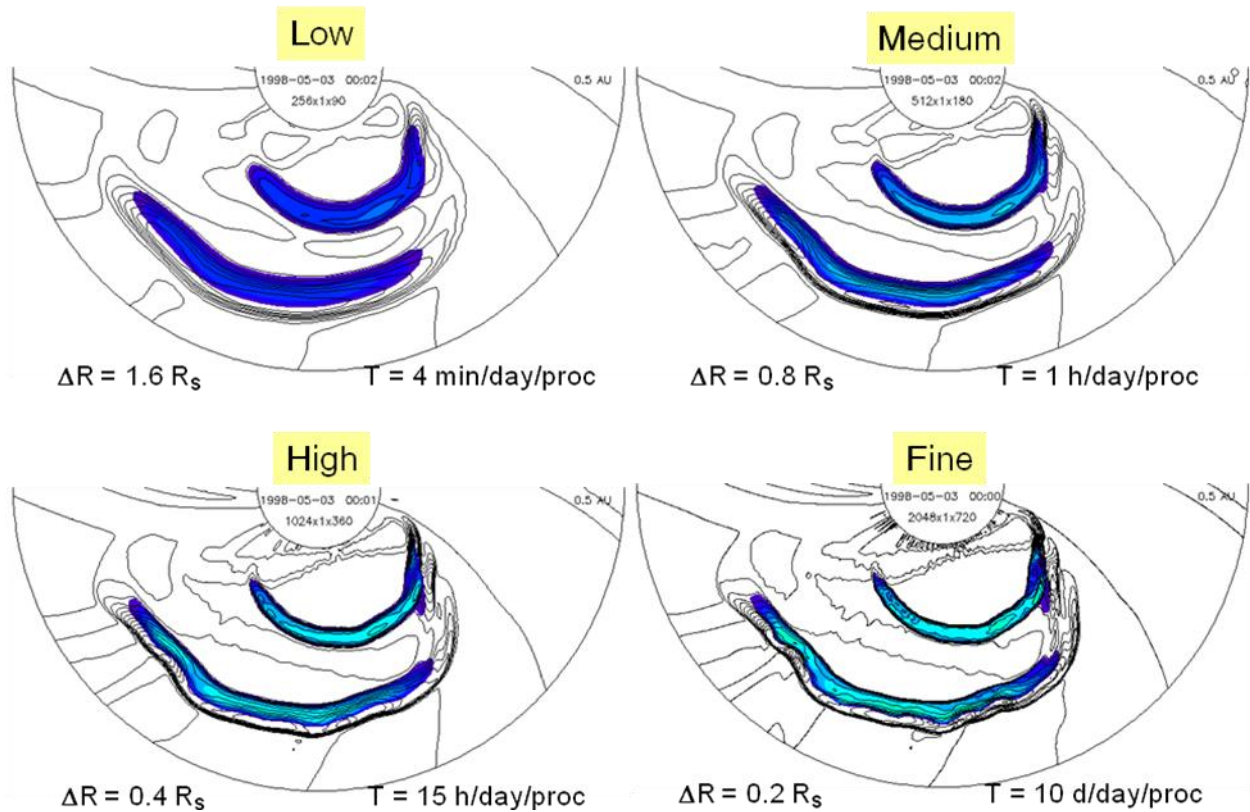 Low
1998-05-03 00:02
256x1x90
0.5 AU
ΔR = 1.6 Rs
T = 4 min/day/proc
Medium
1998-05-03 00:02
512x1x180
0.5 AU
ΔR = 0.8 Rs
T = 1 h/day/proc
High
1998-05-03 00:01
1024x1x360
0.5 AU
ΔR = 0.4 Rs
T = 15 h/day/proc
Fine
1998-05-03 00:00
2048x1x720
0.5 AU
ΔR = 0.2 Rs
T = 10 d/day/proc